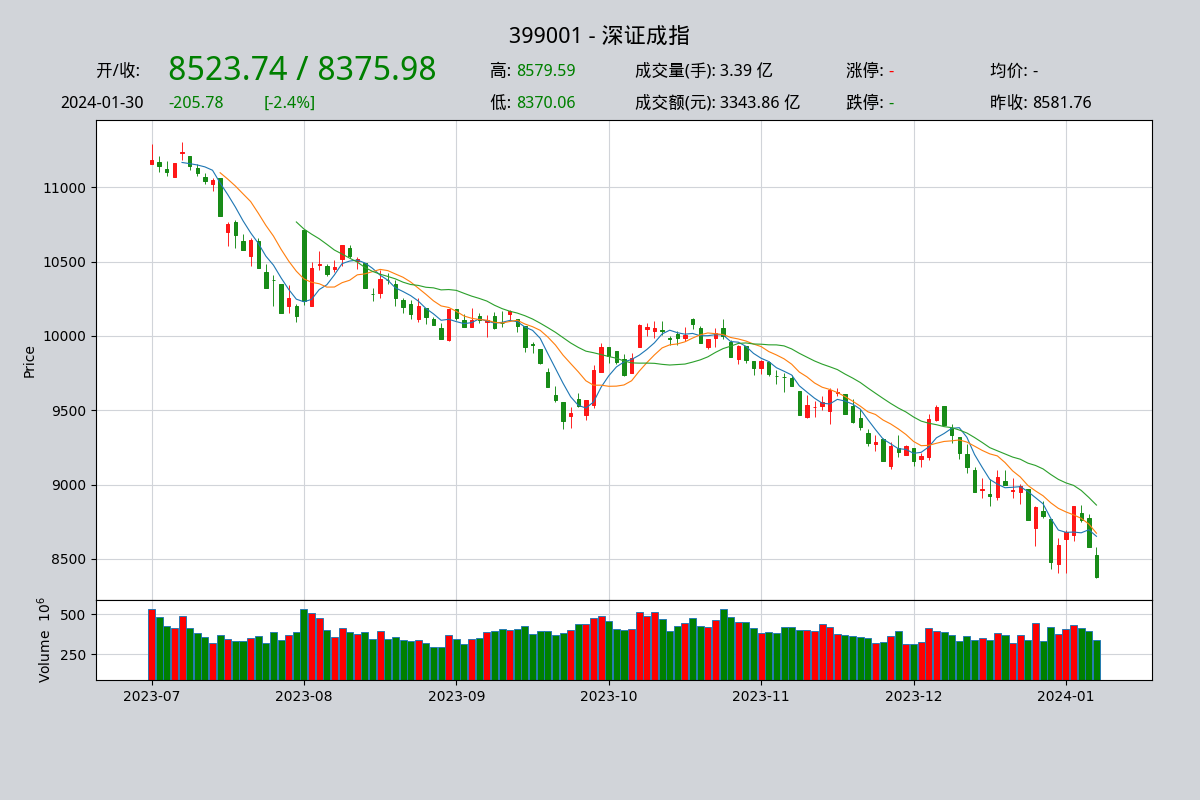 399001 - 深证成指
开/收: 8523.74 / 8375.98 高: 8579.59 成交量(手): 3.39 亿 涨停: - 均价: -
2024-01-30 -205.78 [-2.4%] 低: 8370.06 成交额(元): 3343.86 亿 跌停: - 昨收: 8581.76
Price
11000
10500
10000
9500
9000
8500
Volume 10^6
500
250
2023-07 2023-08 2023-09 2023-10 2023-11 2023-12 2024-01